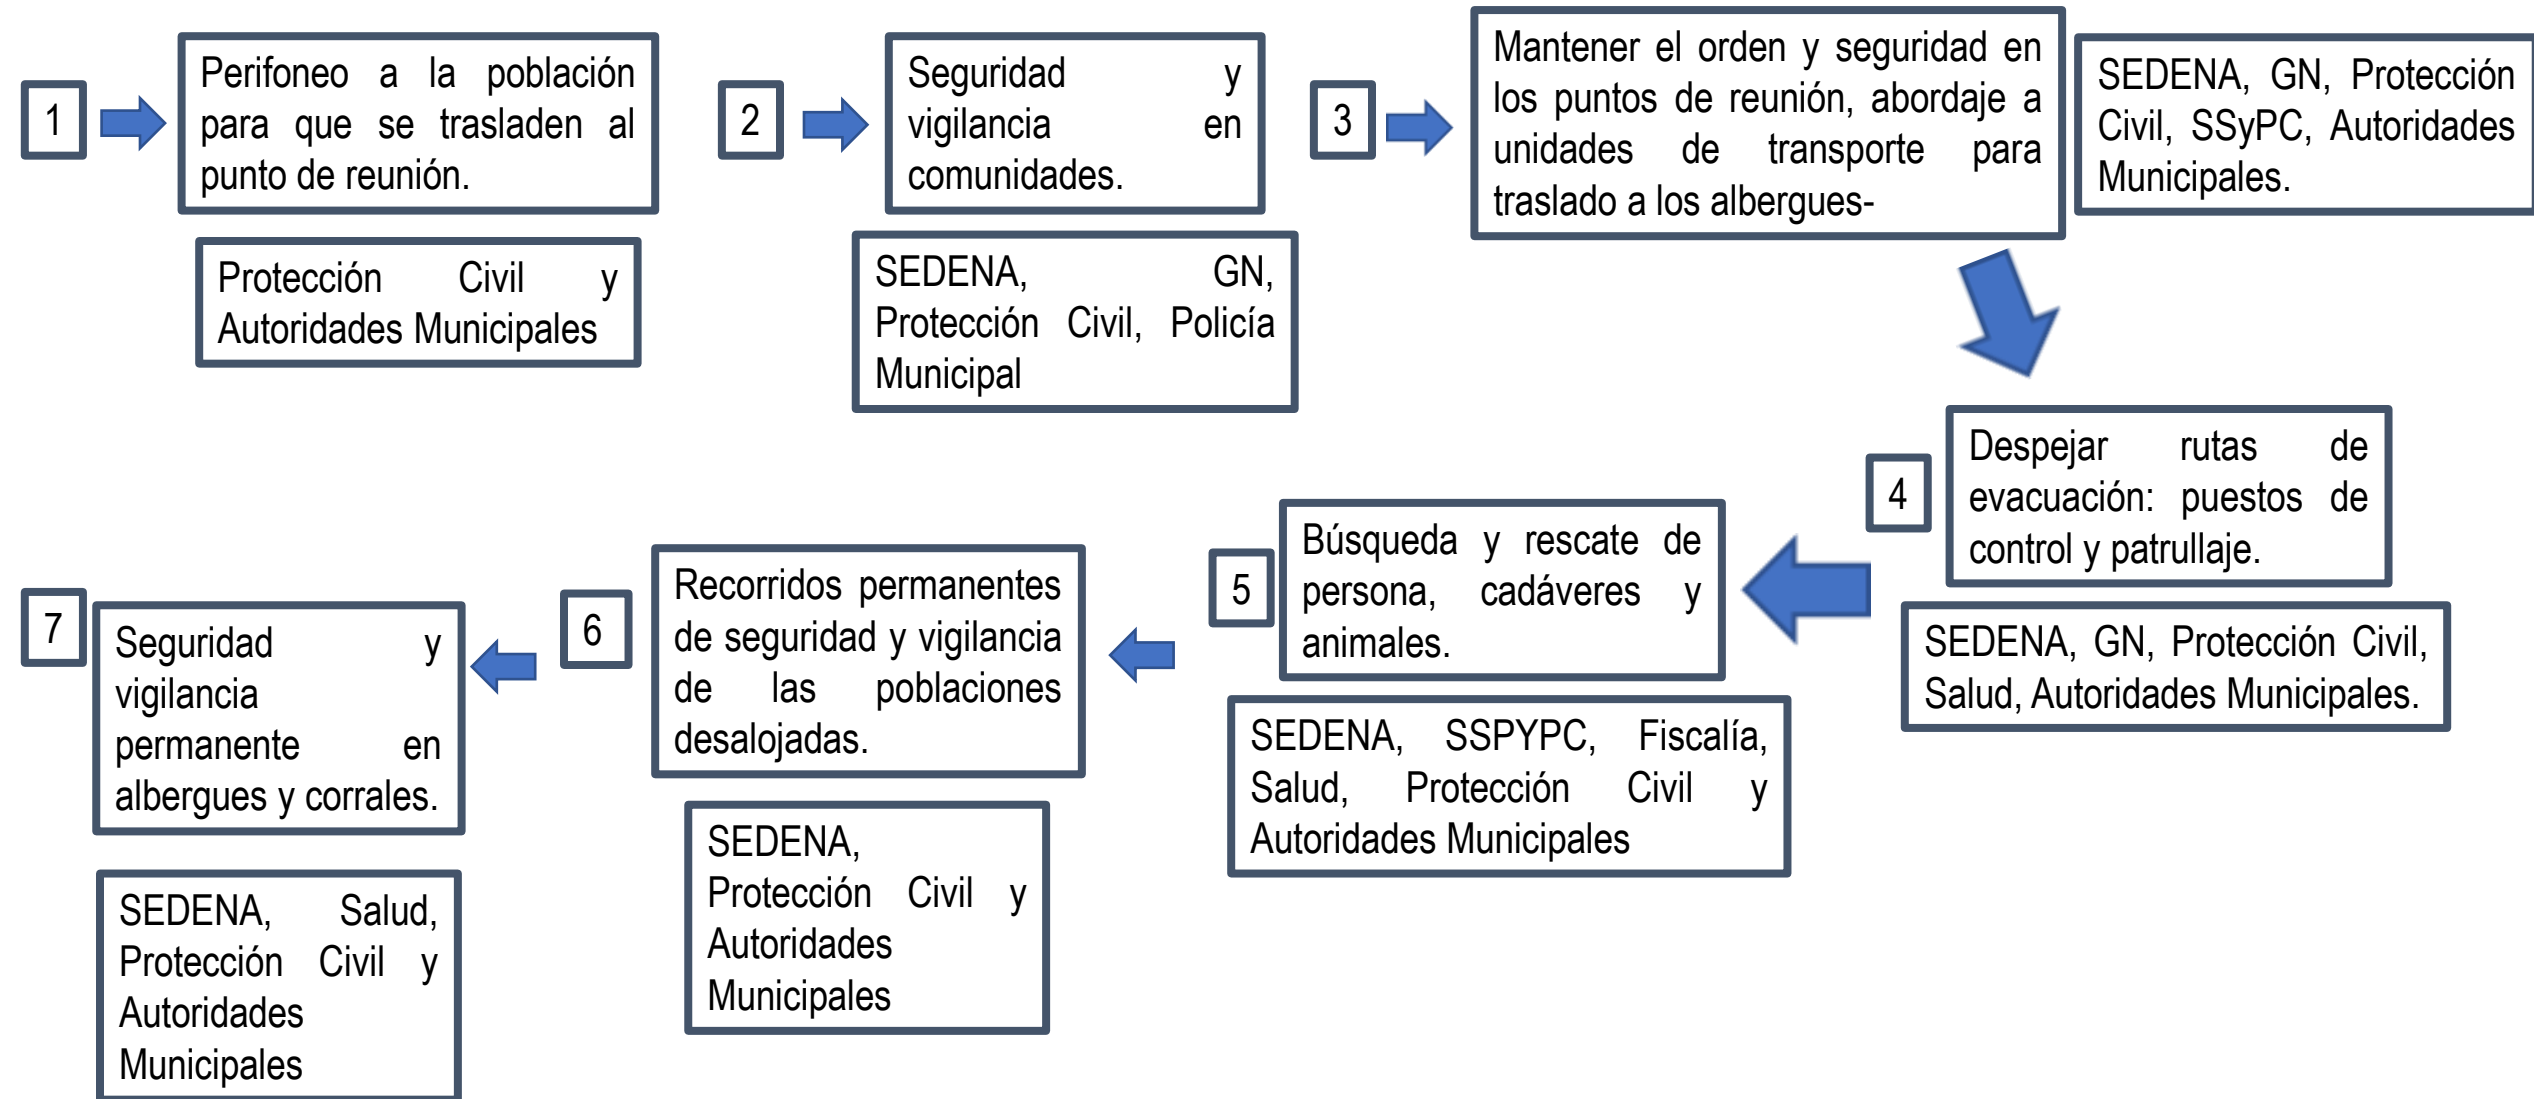 1
Perifoneo a la población
para que se trasladen al
punto de reunión.
Protección Civil y
Autoridades Municipales
2
Seguridad y
vigilancia en
comunidades.
SEDENA, GN,
Protección Civil, Policía
Municipal
3
Mantener el orden y seguridad en
los puntos de reunión, abordaje a
unidades de transporte para
traslado a los albergues-
SEDENA, GN, Protección
Civil, SSyPC, Autoridades
Municipales.
4
Despejar rutas de
evacuación: puestos de
control y patrullaje.
SEDENA, GN, Protección Civil,
Salud, Autoridades Municipales.
5
Búsqueda y rescate de
persona, cadáveres y
animales.
SEDENA, SSPYPC, Fiscalía,
Salud, Protección Civil y
Autoridades Municipales
6
Recorridos permanentes
de seguridad y vigilancia
de las poblaciones
desalojadas.
SEDENA,
Protección Civil y
Autoridades
Municipales
7
Seguridad y
vigilancia
permanente en
albergues y corrales.
SEDENA, Salud,
Protección Civil y
Autoridades
Municipales